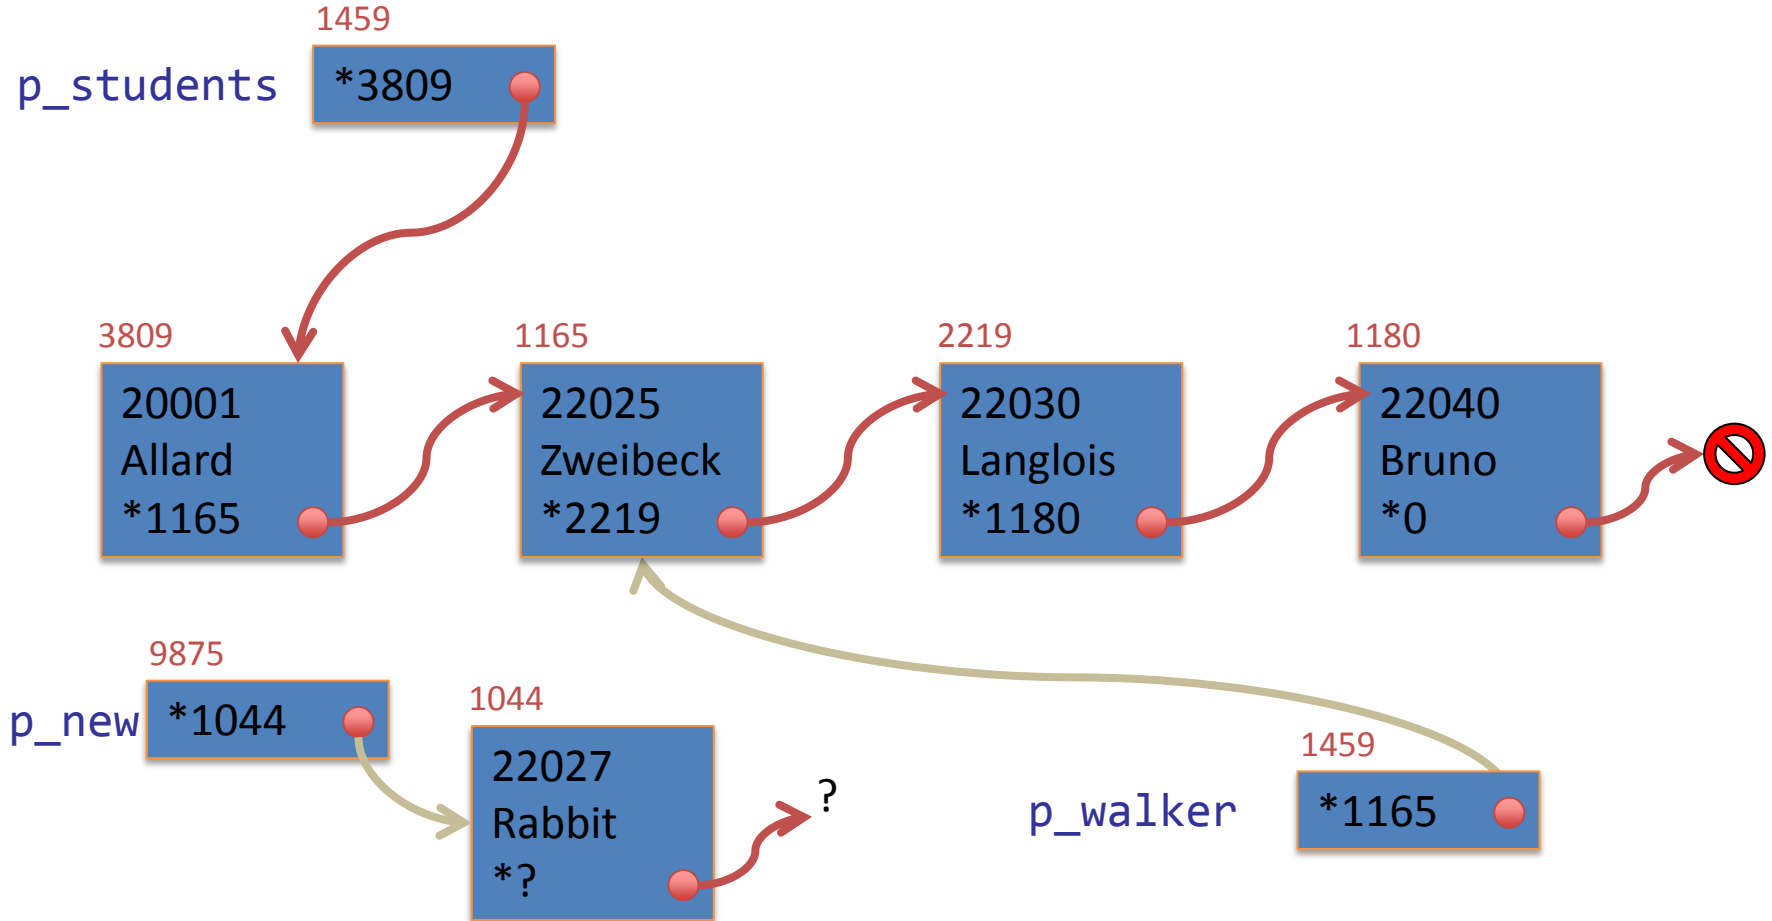 1459
p_students
*3809
3809
1165
2219
1180
20001
Allard
*1165
22025
Zweibeck
*2219
22030
Langlois
*1180
22040
Bruno
*0
9875
p_new
*1044
1044
22027
Rabbit
*?
?
1459
p_walker
*1165